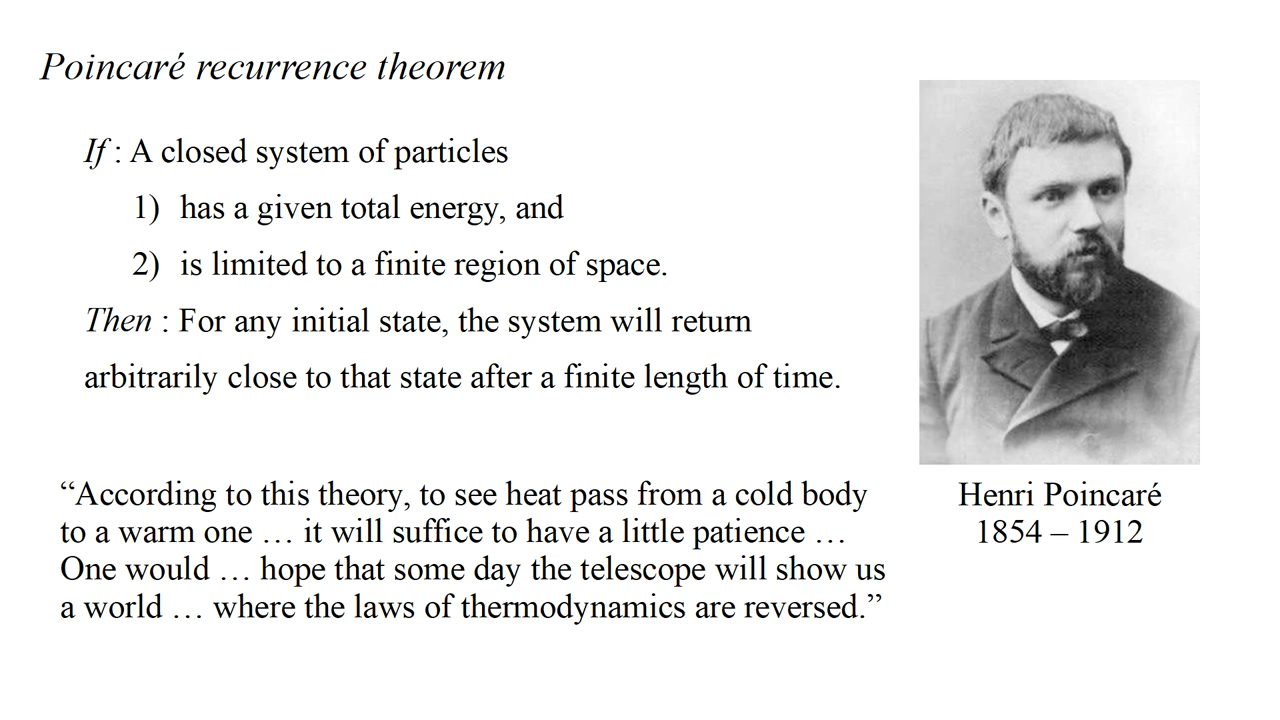 Poincaré recurrence theorem
If : A closed system of particles
1) has a given total energy, and
2) is limited to a finite region of space.
Then : For any initial state, the system will return
arbitrarily close to that state after a finite length of time.
“According to this theory, to see heat pass from a cold body
to a warm one … it will suffice to have a little patience …
One would … hope that some day the telescope will show us
a world … where the laws of thermodynamics are reversed.”
Henri Poincaré
1854 – 1912